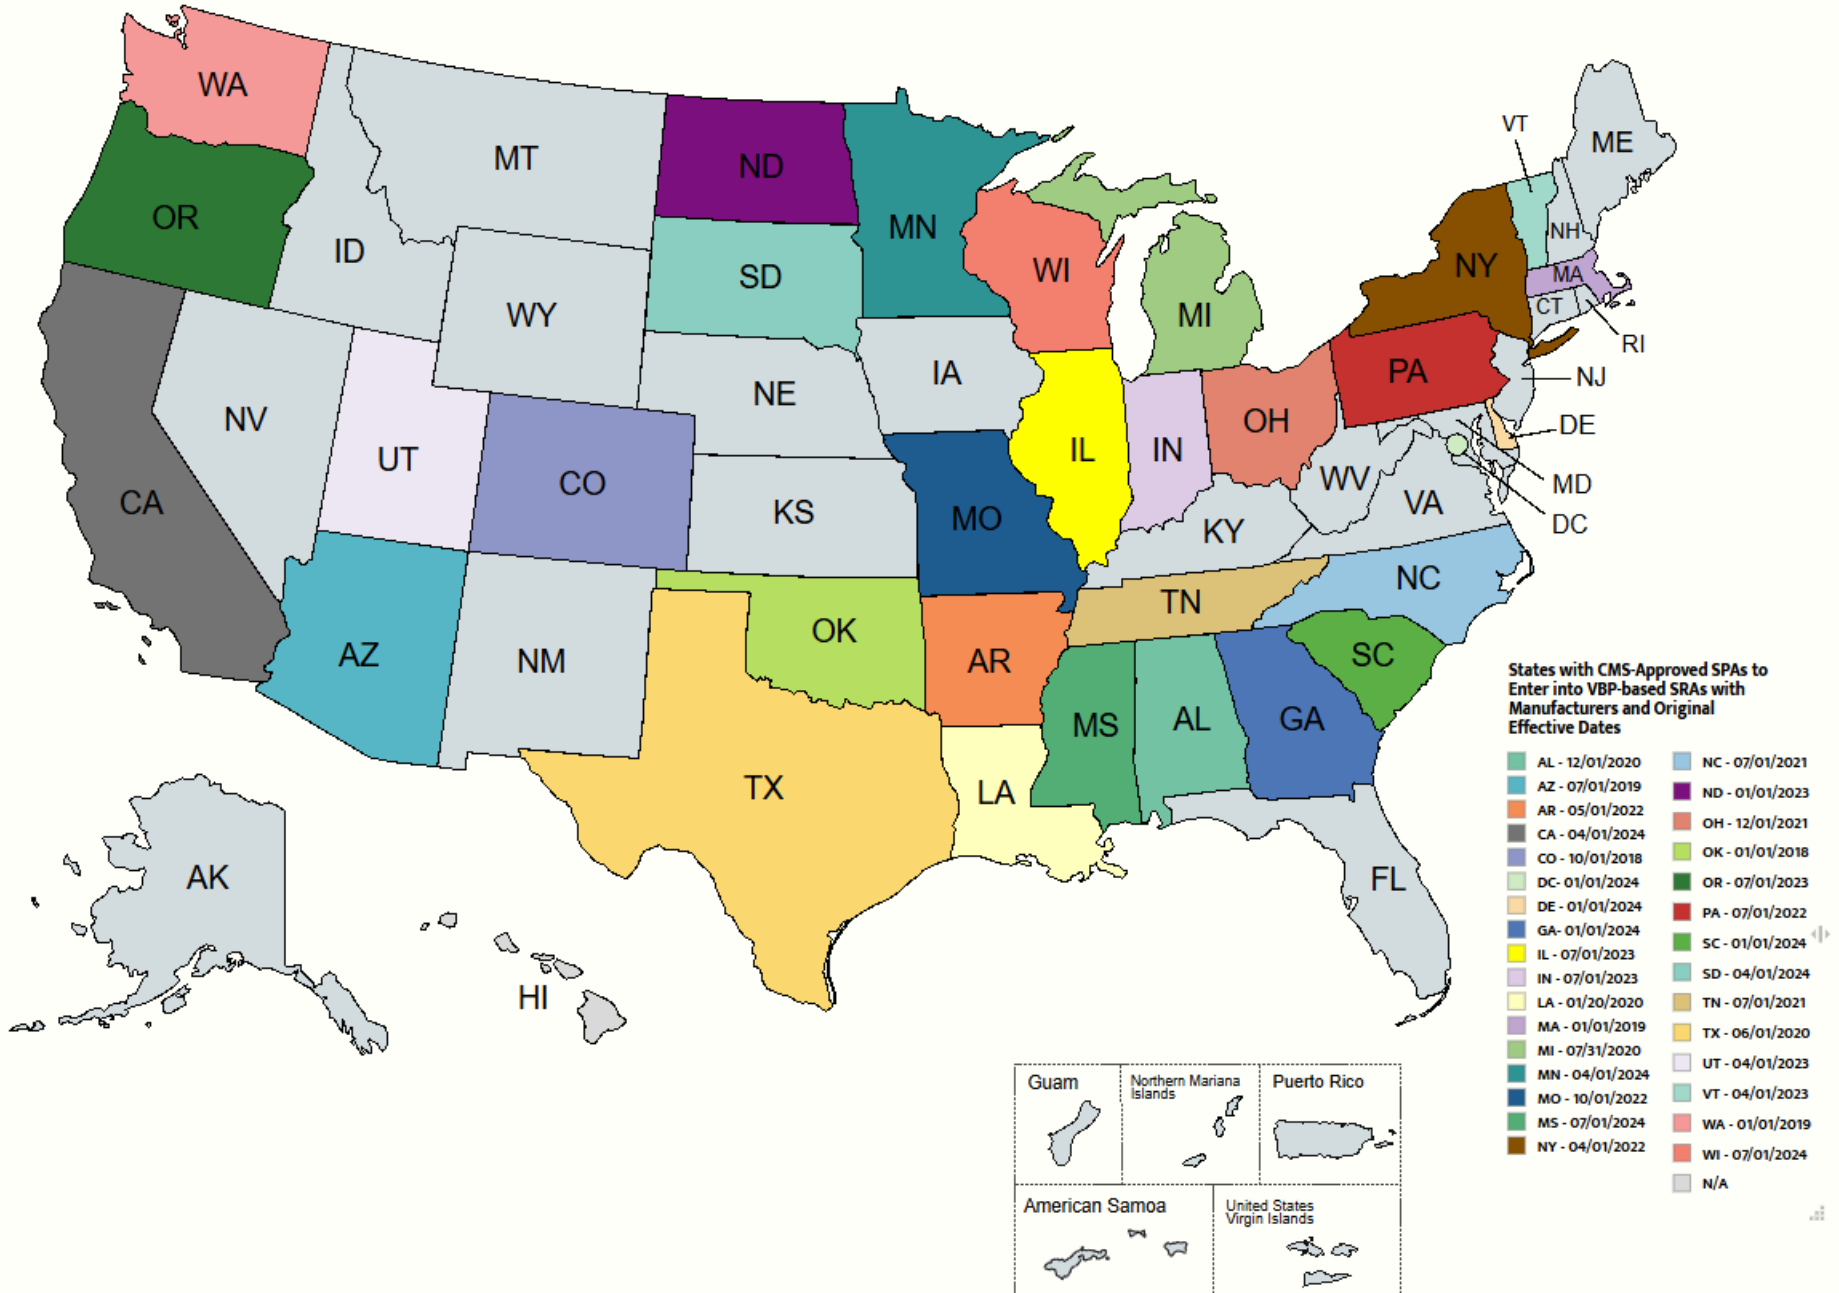 WA
MT
ND
MN
OR
ID
SD
WI
MI
WY
IA
NE
NV
UT
CO
KS
CA
MO
IL
IN
OH
PA
NY
VT
ME
NH
MA
CT
RI
NJ
DE
MD
DC
WV
VA
KY
NC
TN
SC
AZ
NM
OK
AR
MS
AL
GA
TX
LA
FL
AK
HI
Guam
Northern Mariana
Islands
Puerto Rico
American Samoa
United States
Virgin Islands
States with CMS-Approved SPAs to
Enter into VBP-based SRAs with
Manufacturers and Original
Effective Dates
AL - 12/01/2020
AZ - 07/01/2019
AR - 05/01/2022
CA - 04/01/2024
CO - 10/01/2018
DC- 01/01/2024
DE - 01/01/2024
GA- 01/01/2024
IL - 07/01/2023
IN - 07/01/2023
LA - 01/20/2020
MA - 01/01/2019
MI - 07/31/2020
MN - 04/01/2024
MO - 10/01/2022
MS - 07/01/2024
NY - 04/01/2022
NC - 07/01/2021
ND - 01/01/2023
OH - 12/01/2021
OK - 01/01/2018
OR - 07/01/2023
PA - 07/01/2022
SC - 01/01/2024
SD - 04/01/2024
TN - 07/01/2021
TX - 06/01/2020
UT - 04/01/2023
VT - 04/01/2023
WA - 01/01/2019
WI - 07/01/2024
N/A